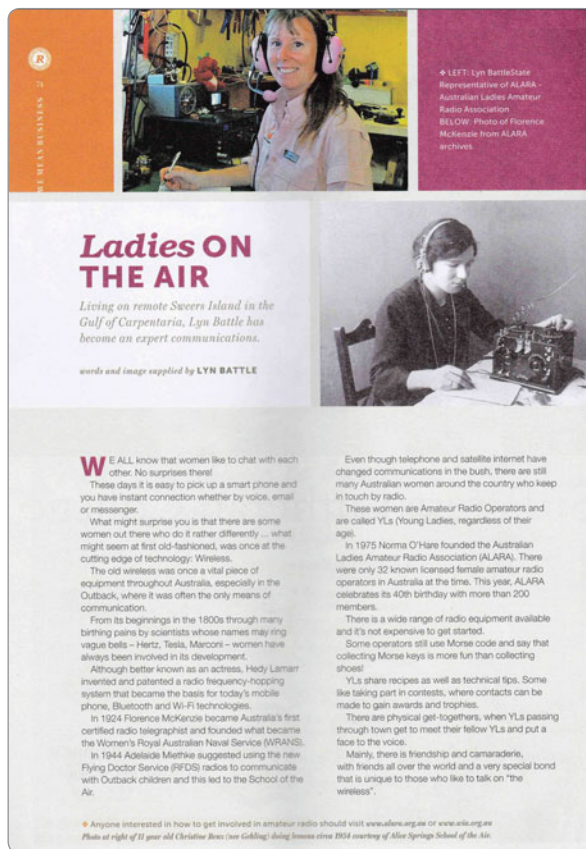 R
WE MEAN BUSINESS
❖ LEFT: Lyn BattleState
Representative of ALARA -
Australian Ladies Amateur
Radio Association
BELOW: Photo of Florence
McKenzie from ALARA
archives.
Ladies ON
THE AIR
Living on remote Sweers Island in the
Gulf of Carpentaria, Lyn Battle has
become an expert communications.
words and image supplied by LYN BATTLE
WE ALL know that women like to chat with each
other. No surprises there!
These days it is easy to pick up a smart phone and
you have instant connection whether by voice, email
or messenger.
What might surprise you is that there are some
women out there who do it rather differently ... what
might seem at first old-fashioned, was once at the
cutting edge of technology: Wireless.
The old wireless was once a vital piece of
equipment throughout Australia, especially in the
Outback, where it was often the only means of
communication.
From its beginnings in the 1800s through many
birthing pains by scientists whose names may ring
vague bells – Hertz, Tesla, Marconi – women have
always been involved in its development.
Although better known as an actress, Hedy Lamarr
invented and patented a radio frequency-hopping
system that became the basis for today's mobile
phone, Bluetooth and Wi-Fi technologies.
In 1924 Florence McKenzie became Australia's first
certified radio telegraphist and founded what became
the Women's Royal Australian Naval Service (WRANS).
In 1944 Adelaide Miethke suggested using the new
Flying Doctor Service (RFDS) radios to communicate
with Outback children and this led to the School of the
Air.
Even though telephone and satellite internet have
changed communications in the bush, there are still
many Australian women around the country who keep
in touch by radio.
These women are Amateur Radio Operators and
are called YLs (Young Ladies, regardless of their
age).
In 1975 Norma O'Hare founded the Australian
Ladies Amateur Radio Association (ALARA). There
were only 32 known licensed female amateur radio
operators in Australia at the time. This year, ALARA
celebrates its 40th birthday with more than 200
members.
There is a wide range of radio equipment available
and it's not expensive to get started.
Some operators still use Morse code and say that
collecting Morse keys is more fun than collecting
shoes!
YLs share recipes as well as technical tips. Some
like taking part in contests, where contacts can be
made to gain awards and trophies.
There are physical get-togethers, when YLs passing
through town get to meet their fellow YLs and put a
face to the voice.
Mainly, there is friendship and camaraderie,
with friends all over the world and a very special bond
that is unique to those who like to talk on "the
wireless".
❖ Anyone interested in how to get involved in amateur radio should visit www.alara.org.au or www.wia.org.au
Photo at right of 11 year old Christine Benx (nee Gehling) doing lessons circa 1954 courtesy of Alice Springs School of the Air.